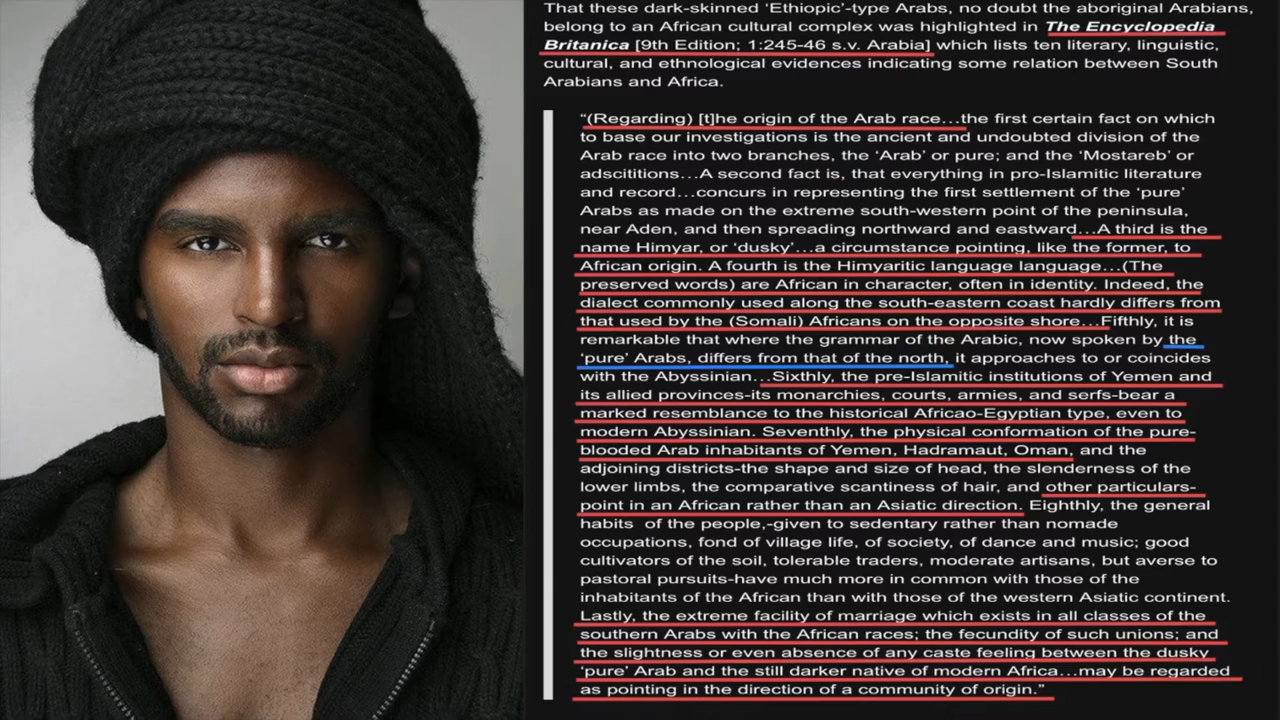 That these dark-skinned ‘Ethiopic’-type Arabs, no doubt the aboriginal Arabians,
belong to an African cultural complex was highlighted in The Encyclopedia
Britanica [9th Edition; 1:245-46 s.v. Arabia] which lists ten literary, linguistic,
cultural, and ethnological evidences indicating some relation between South
Arabians and Africa.
“(Regarding) [t]he origin of the Arab race…the first certain fact on which
to base our investigations is the ancient and undoubted division of the
Arab race into two branches, the ‘Arab’ or pure; and the ‘Mostareb’ or
adscititions…A second fact is, that everything in pro-Islamitic literature
and record…concurs in representing the first settlement of the ‘pure’
Arabs as made on the extreme south-western point of the peninsula,
near Aden, and then spreading northward and eastward…A third is the
name Himyar, or ‘dusky’…a circumstance pointing, like the former, to
African origin. A fourth is the Himyaritic language language…(The
preserved words) are African in character, often in identity. Indeed, the
dialect commonly used along the south-eastern coast hardly differs from
that used by the (Somali) Africans on the opposite shore…Fifthly, it is
remarkable that where the grammar of the Arabic, now spoken by the
‘pure’ Arabs, differs from that of the north, it approaches to or coincides
with the Abyssinian…Sixthly, the pre-Islamitic institutions of Yemen and
its allied provinces-its monarchies, courts, armies, and serfs-bear a
marked resemblance to the historical Africao-Egyptian type, even to
modern Abyssinian. Seventhly, the physical conformation of the pure-
blooded Arab inhabitants of Yemen, Hadramaut, Oman, and the
adjoining districts-the shape and size of head, the slenderness of the
lower limbs, the comparative scantiness of hair, and other particulars-
point in an African rather than an Asiatic direction. Eighthly, the general
habits of the people,-given to sedentary rather than nomade
occupations, fond of village life, of society, of dance and music; good
cultivators of the soil, tolerable traders, moderate artisans, but averse to
pastoral pursuits-have much more in common with those of the
inhabitants of the African than with those of the western Asiatic continent.
Lastly, the extreme facility of marriage which exists in all classes of the
southern Arabs with the African races; the fecundity of such unions; and
the slightness or even absence of any caste feeling between the dusky
‘pure’ Arab and the still darker native of modern Africa…may be regarded
as pointing in the direction of a community of origin.”